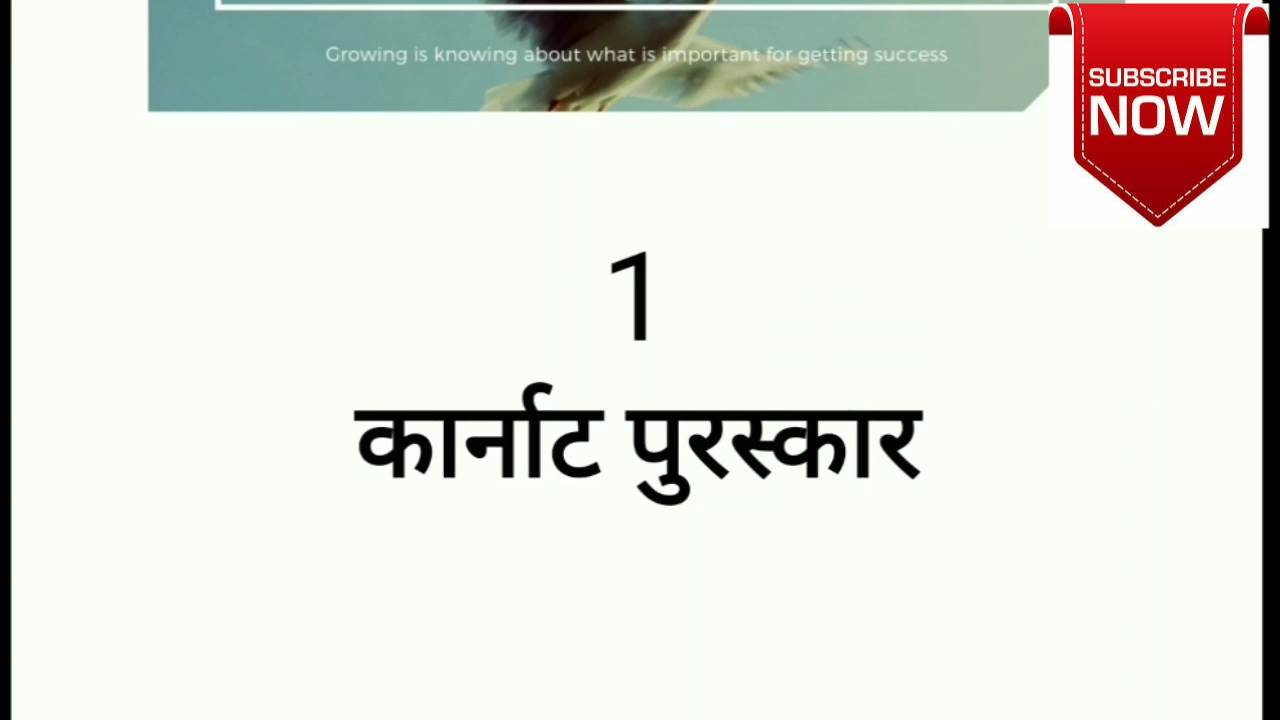 Growing is knowing about what is important for getting success
SUBSCRIBE
NOW
1
कार्नाट पुरस्कार